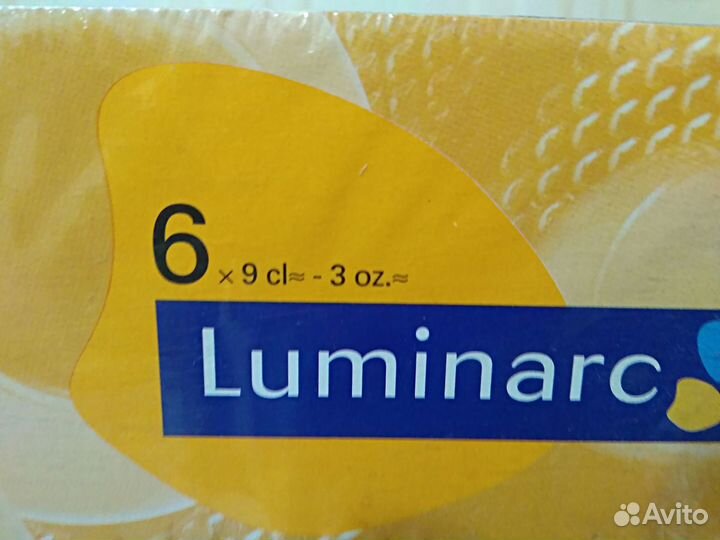 6 × 9 cl≈ - 3 oz.≈
Luminarc
Avito